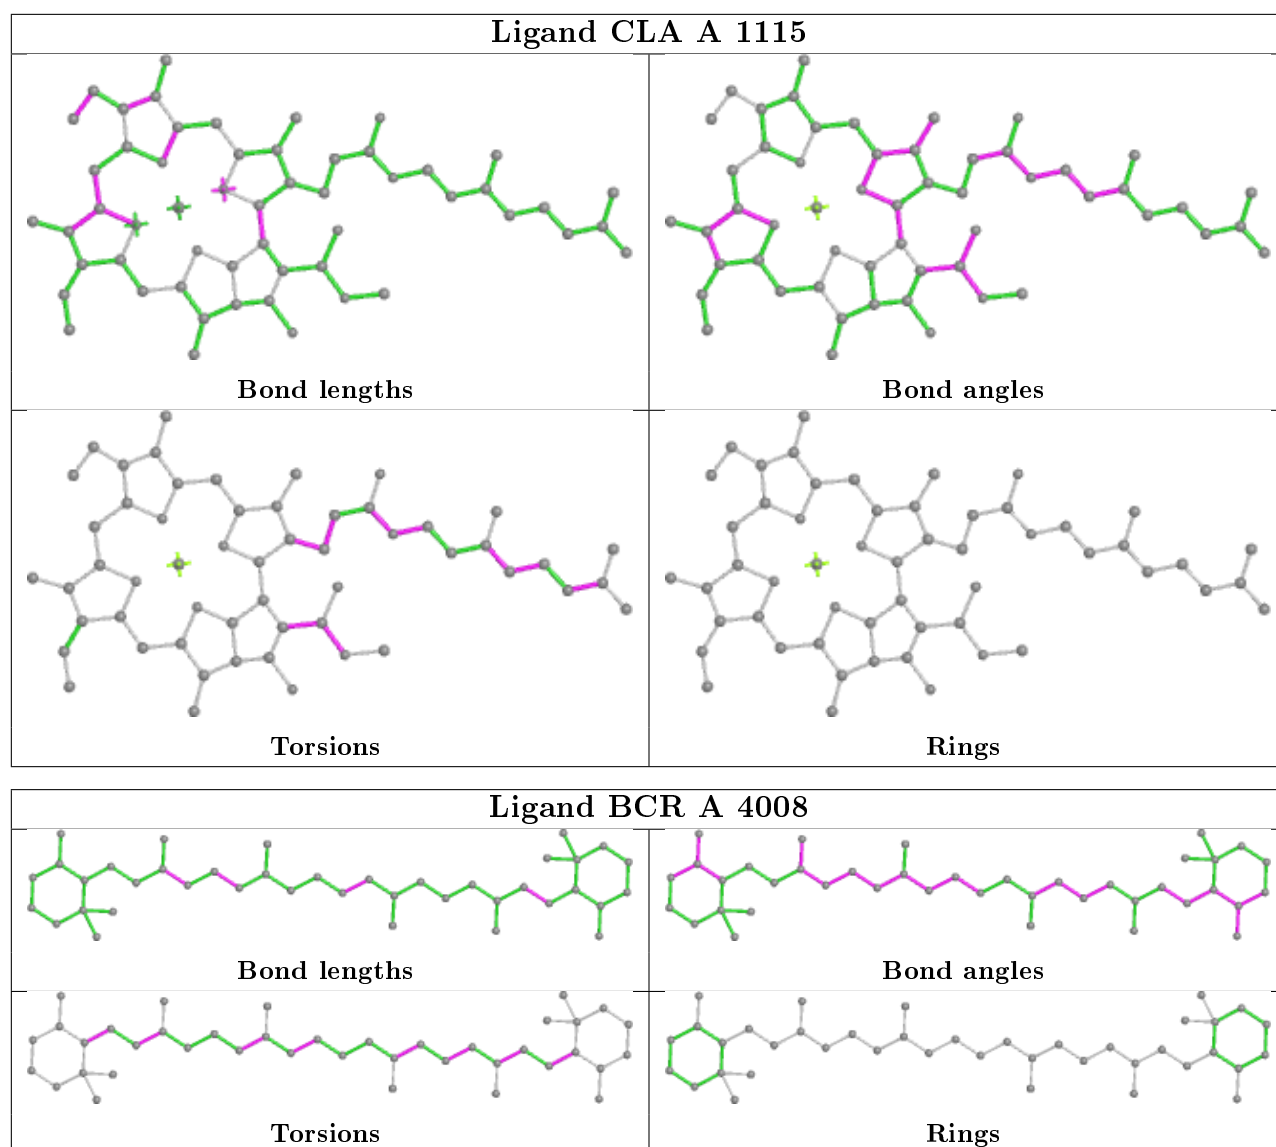 Ligand CLA A 1115
Bond lengths
Bond angles
Torsions
Rings
Ligand BCR A 4008
Bond lengths
Bond angles
Torsions
Rings